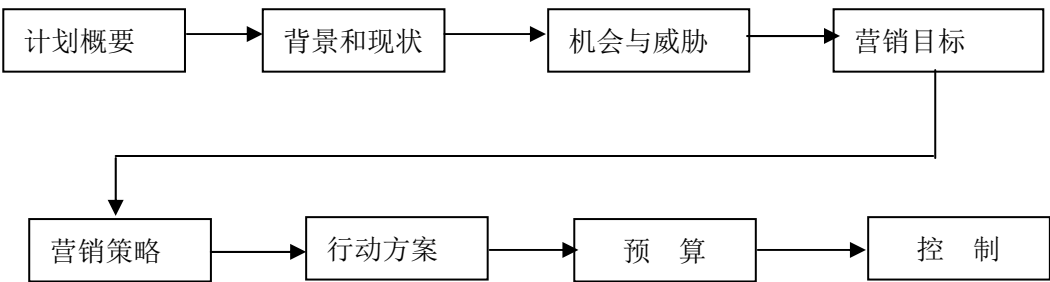 计划概要
背景和现状
机会与威胁
营销目标
营销策略
行动方案
预 算
控 制